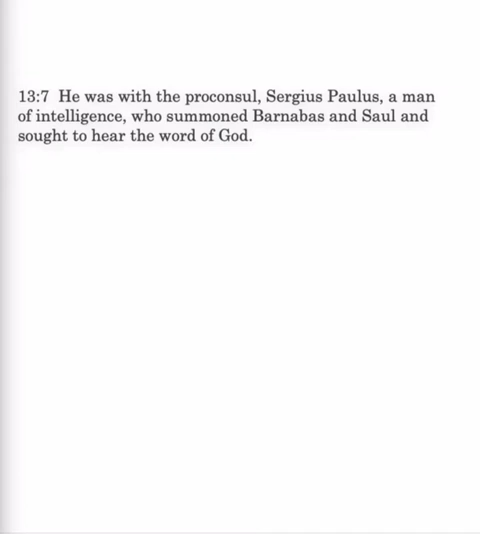 13:7 He was with the proconsul, Sergius Paulus, a man
of intelligence, who summoned Barnabas and Saul and
sought to hear the word of God.